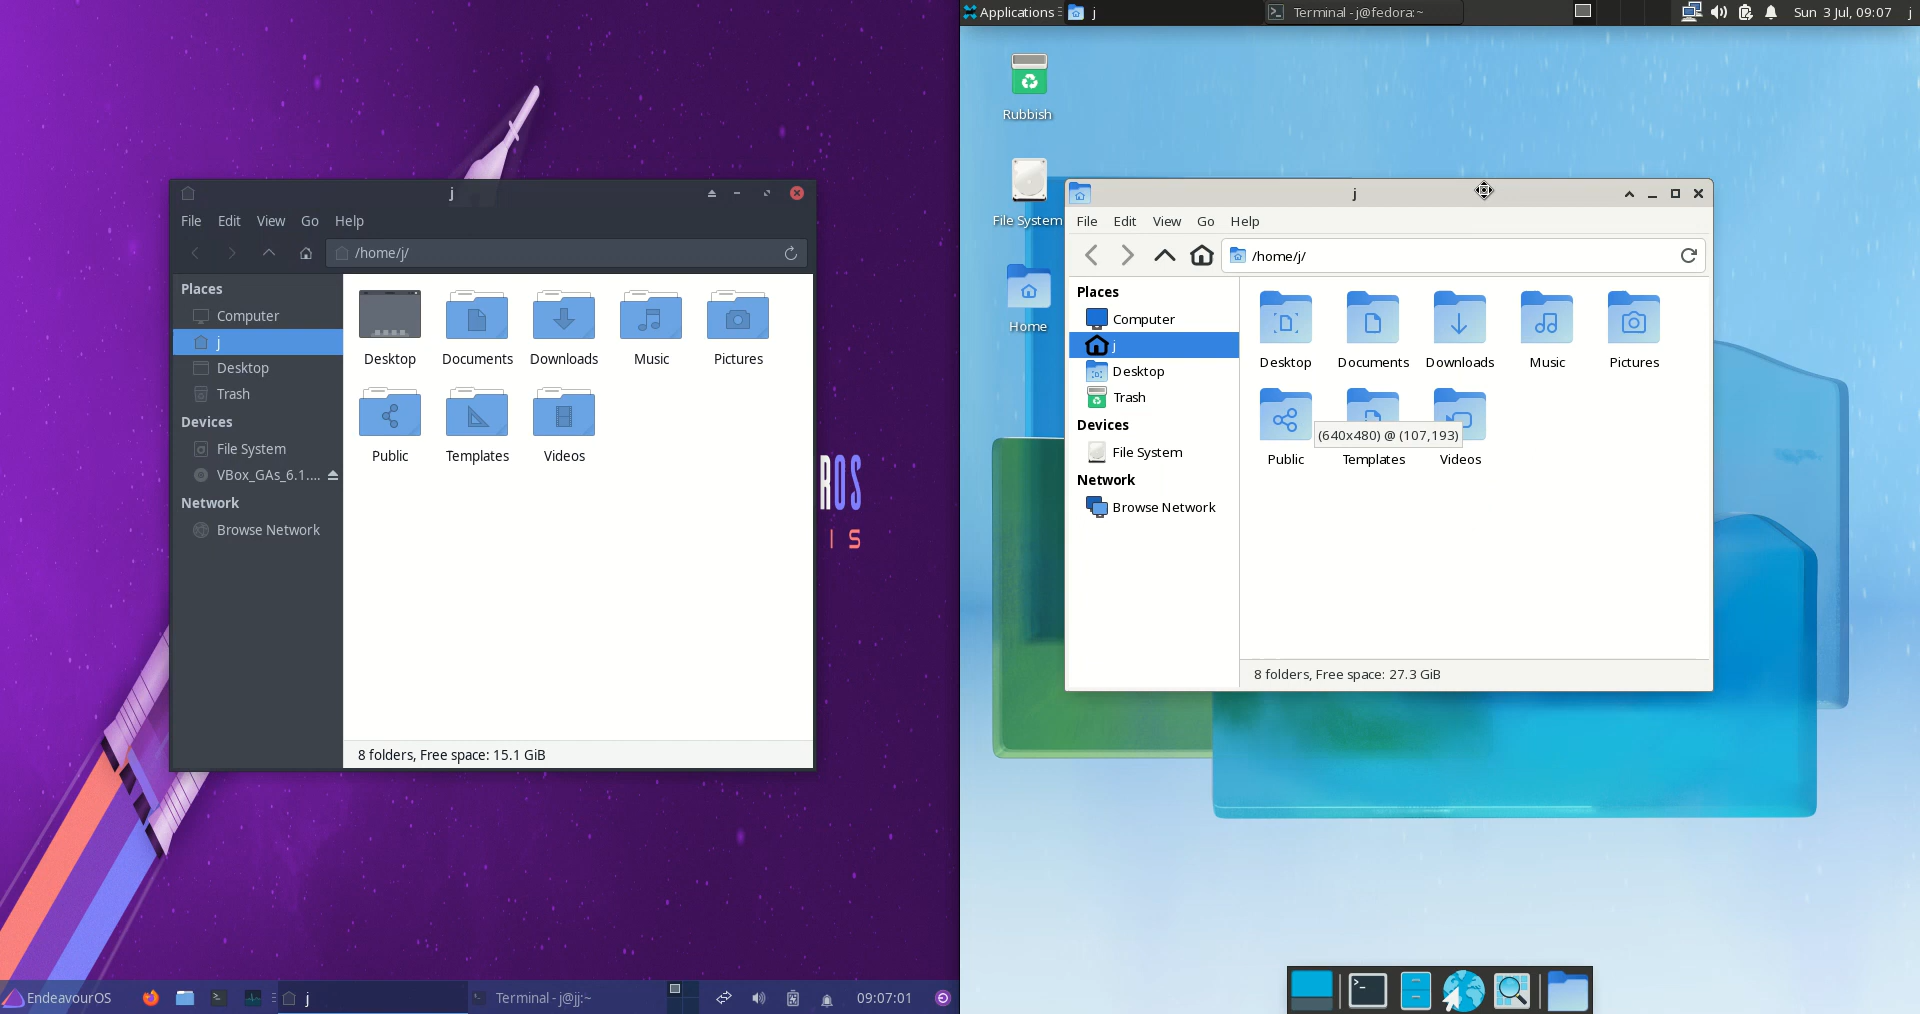 j
File Edit View Go Help
/home/j/
Places
Computer
j
Desktop
Trash
Devices
File System
VBox_GAs_6.1....
Network
Browse Network
Desktop Documents Downloads Music Pictures
Public Templates Videos
8 folders, Free space: 15.1 GiB
ROS
I S
EndeavourOS
j
Terminal - j@jj:~
09:07:01
Applications
j
Terminal - j@fedora:~
Sun 3 Jul, 09:07
j
Rubbish
File System
Home
j
File Edit View Go Help
/home/j/
Places
Computer
j
Desktop
Trash
Devices
File System
Network
Browse Network
Desktop Documents Downloads Music Pictures
(640x480) @ (107,193)
Public Templates Videos
8 folders, Free space: 27.3 GiB